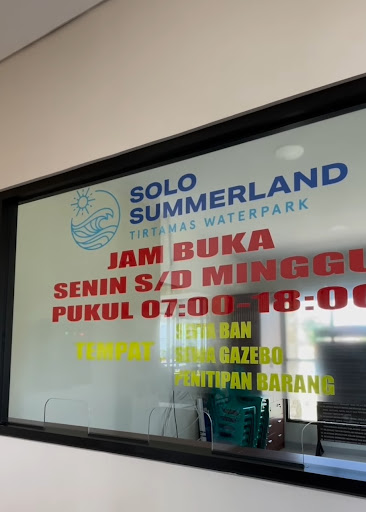 SOLO
SUMMERLAND
TIRTAMAS WATERPARK
JAM BUKA
SENIN S/D MINGGU
PUKUL 07:00-18:00
TEMPAT : SEWA BAN
SEWA GAZEBO
PENITIPAN BARANG